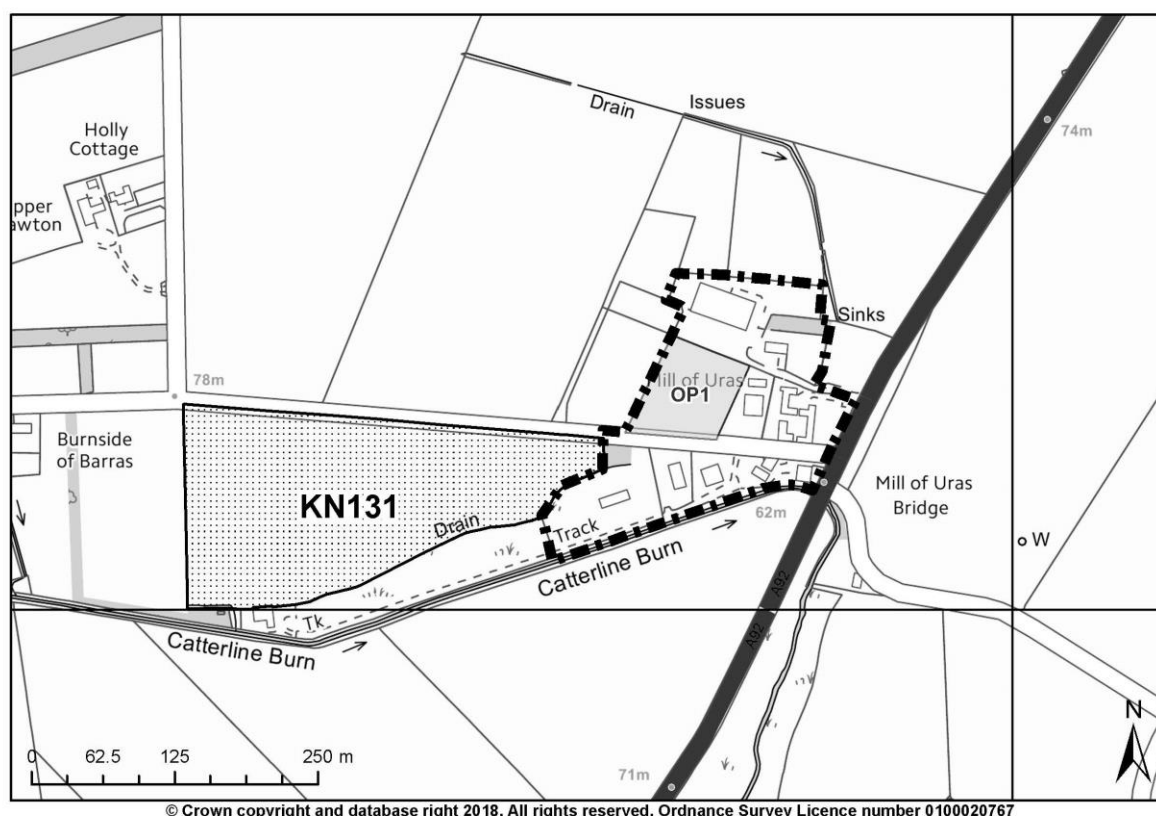 Drain
Issues
74m
Holly
Cottage
Sinks
Mill of Uras
OP1
78m
Burnside
of Barras
KN131
Drain
Track
62m
Mill of Uras
Bridge
W
Catterline Burn
A92
A92
Tk
Catterline Burn
N
0 62.5 125 250 m
71m
© Crown copyright and database right 2018. All rights reserved. Ordnance Survey Licence number 0100020767